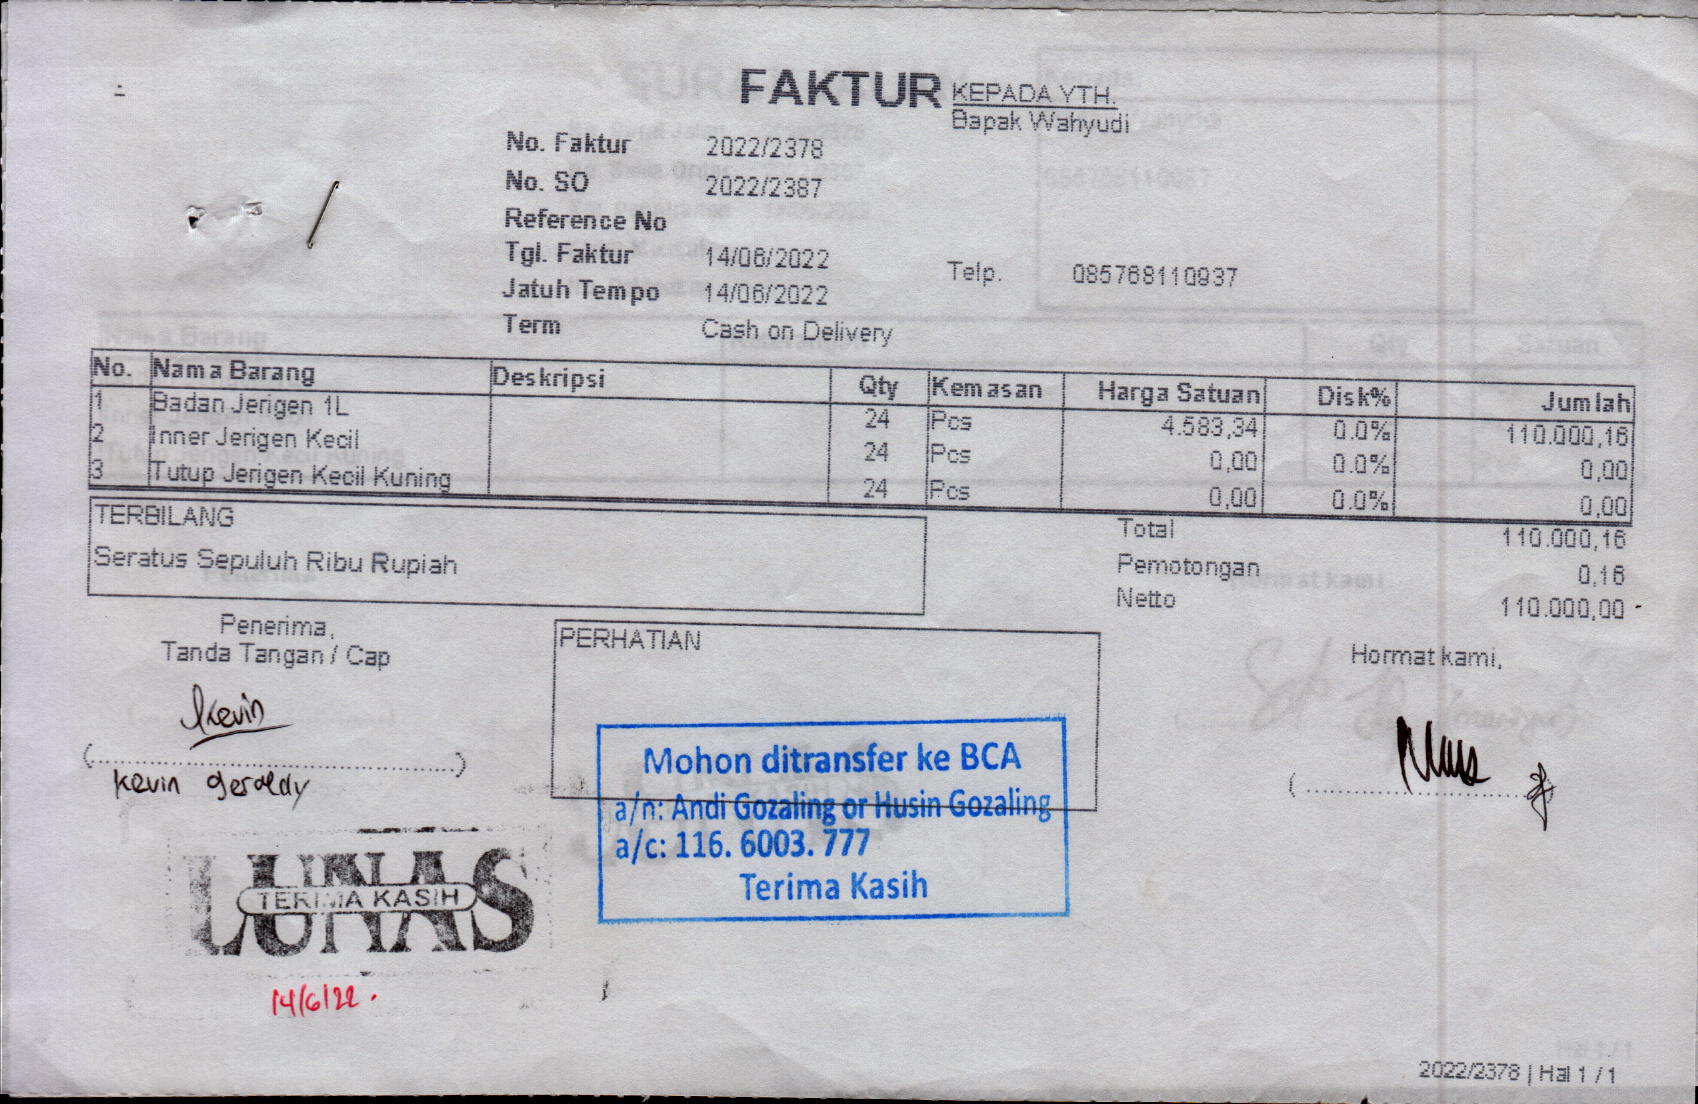 FAKTUR
KEPADA YTH.
Bapak Wahyudi
No. Faktur 2022/2378
No. SO 2022/2387
Reference No
Tgl. Faktur 14/06/2022
Jatuh Tempo 14/06/2022
Term Cash on Delivery
Telp. 085768110937
No. Nama Barang Deskripsi Qty Kemasan Harga Satuan Disk% Jumlah
1 Badan Jerigen 1L 24 Pcs 4.583,34 0.0% 110.000,16
2 Inner Jerigen Kecil 24 Pcs 0,00 0.0% 0,00
3 Tutup Jerigen Kecil Kuning 24 Pcs 0,00 0.0% 0,00
TERBILANG
Seratus Sepuluh Ribu Rupiah
Total 110.000,16
Pemotongan 0,16
Netto 110.000,00
Penerima,
Tanda Tangan / Cap
Kevin
(....................)
Kevin Geraldy
PERHATIAN
Hormat kami,
(....................)
Mohon ditransfer ke BCA
a/n: Andi Gozaling or Husin Gozaling
a/c: 116. 6003. 777
Terima Kasih
LUNAS
TERIMA KASIH
14/6/22.
2022/2378 | Hal 1 / 1